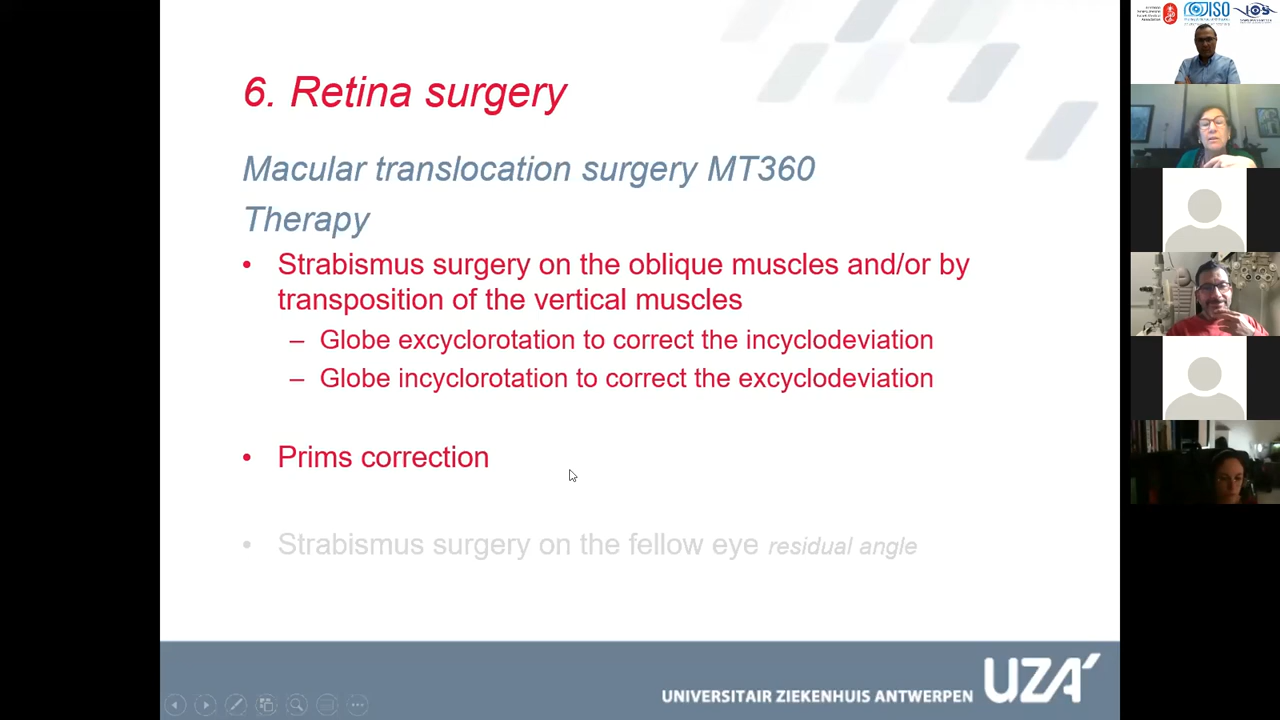 6. Retina surgery
Macular translocation surgery MT360
Therapy
• Strabismus surgery on the oblique muscles and/or by
transposition of the vertical muscles
– Globe excyclorotation to correct the incyclodeviation
– Globe incyclorotation to correct the excyclodeviation
• Prims correction
• Strabismus surgery on the fellow eye residual angle
UNIVERSITAIR ZIEKENHUIS ANTWERPEN
UZA
ISO